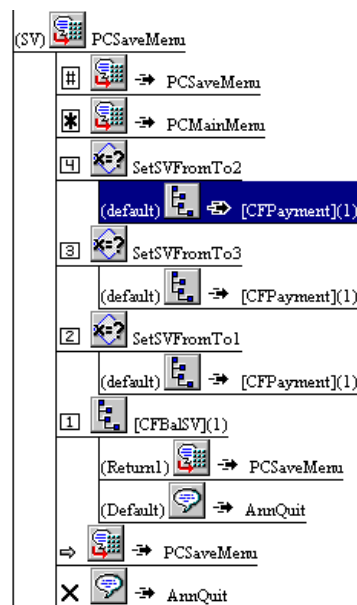 (SV) PCSaveMenu
# PCSaveMenu
* PCMainMenu
4 x=? SetSVFromTo2
(default) [CFPayment](1)
3 x=? SetSVFromTo3
(default) [CFPayment](1)
2 x=? SetSVFromTo1
(default) [CFPayment](1)
1 [CFBalSV](1)
(Return1) PCSaveMenu
(Default) AnnQuit
PCSaveMenu
AnnQuit